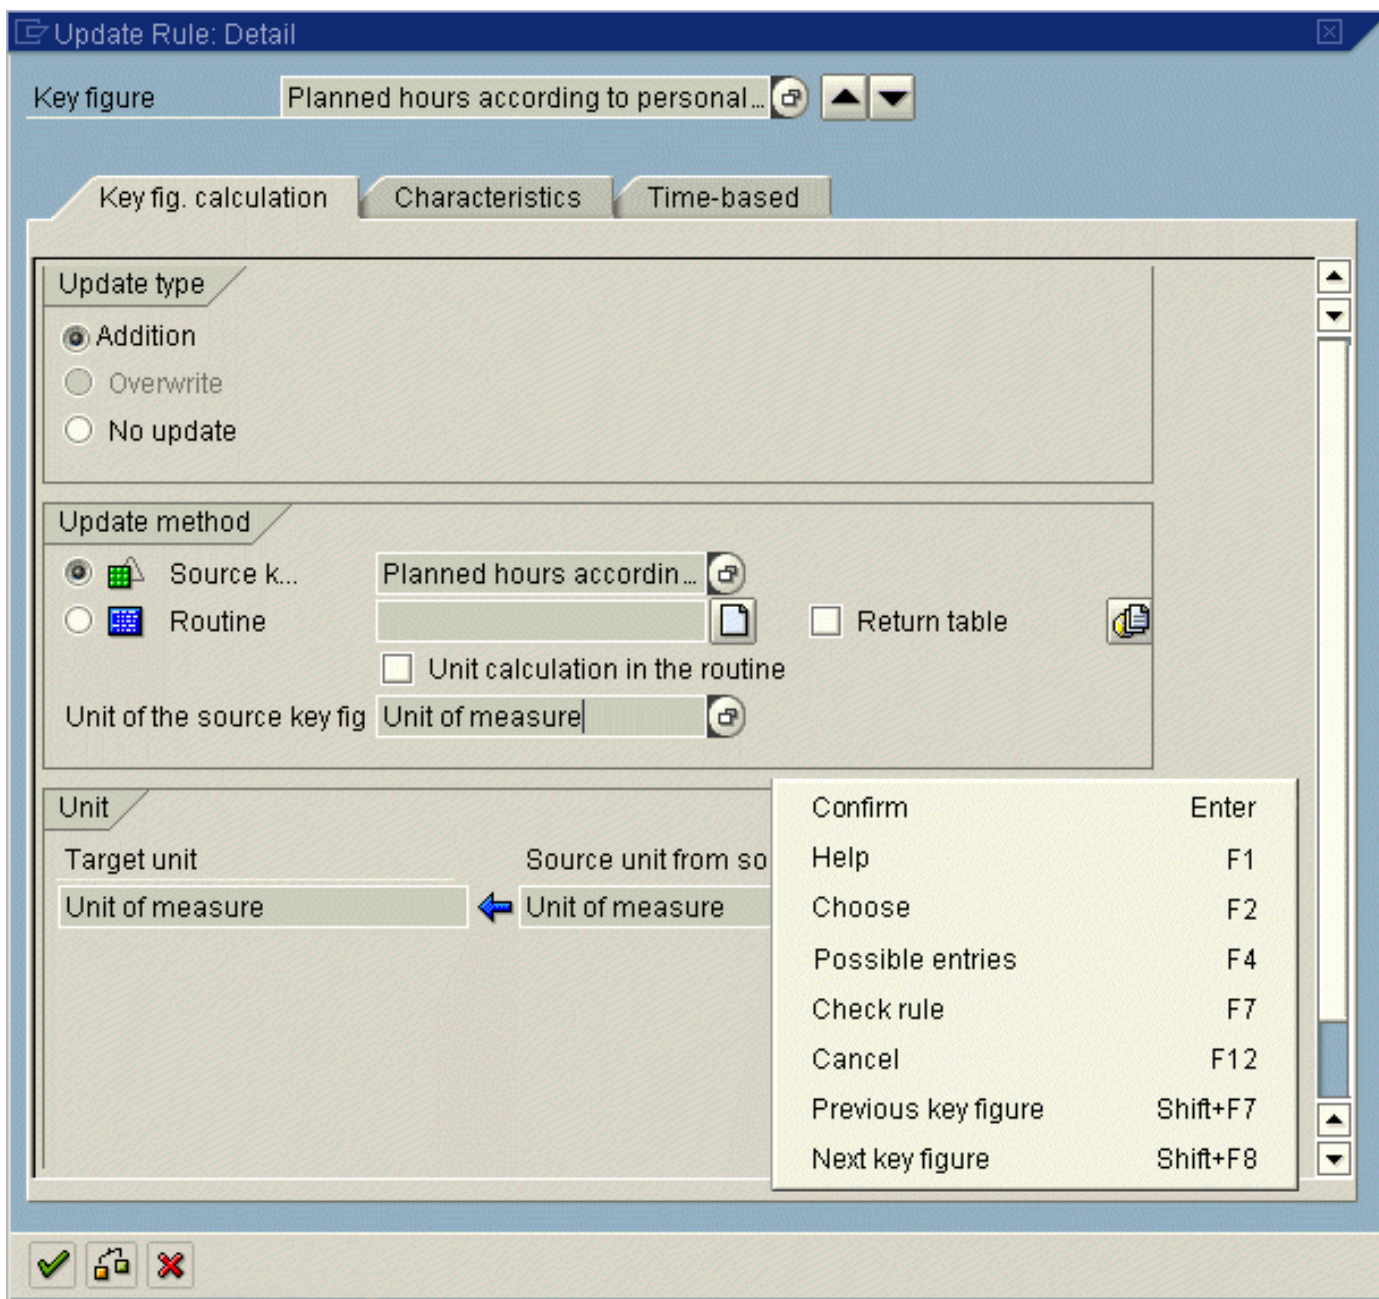 Update Rule: Detail
Key figure Planned hours according to personal...
Key fig. calculation Characteristics Time-based
Update type
Addition
Overwrite
No update
Update method
Source k... Planned hours accordin...
Routine Return table
Unit calculation in the routine
Unit of the source key fig Unit of measure
Unit
Target unit Source unit from so
Unit of measure Unit of measure
Confirm Enter
Help F1
Choose F2
Possible entries F4
Check rule F7
Cancel F12
Previous key figure Shift+F7
Next key figure Shift+F8